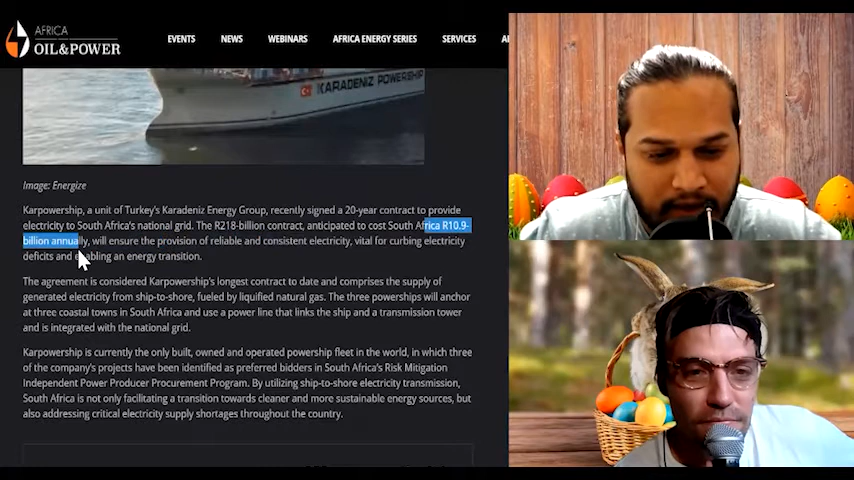 AFRICA
OIL&POWER
EVENTS NEWS WEBINARS AFRICA ENERGY SERIES SERVICES
KARADENIZ POWERSHIP
Image: Energize
Karpowership, a unit of Turkey's Karadeniz Energy Group, recently signed a 20-year contract to provide
electricity to South Africa's national grid. The R218-billion contract, anticipated to cost South Africa R10.9-
billion annually, will ensure the provision of reliable and consistent electricity, vital for curbing electricity
deficits and enabling an energy transition.
The agreement is considered Karpowership's longest contract to date and comprises the supply of
generated electricity from ship-to-shore, fueled by liquified natural gas. The three powerships will anchor
at three coastal towns in South Africa and use a power line that links the ship and a transmission tower
and is integrated with the national grid.
Karpowership is currently the only built, owned and operated powership fleet in the world, in which three
of the company's projects have been identified as preferred bidders in South Africa's Risk Mitigation
Independent Power Producer Procurement Program. By utilizing ship-to-shore electricity transmission,
South Africa is not only facilitating a transition towards cleaner and more sustainable energy sources, but
also addressing critical electricity supply shortages throughout the country.